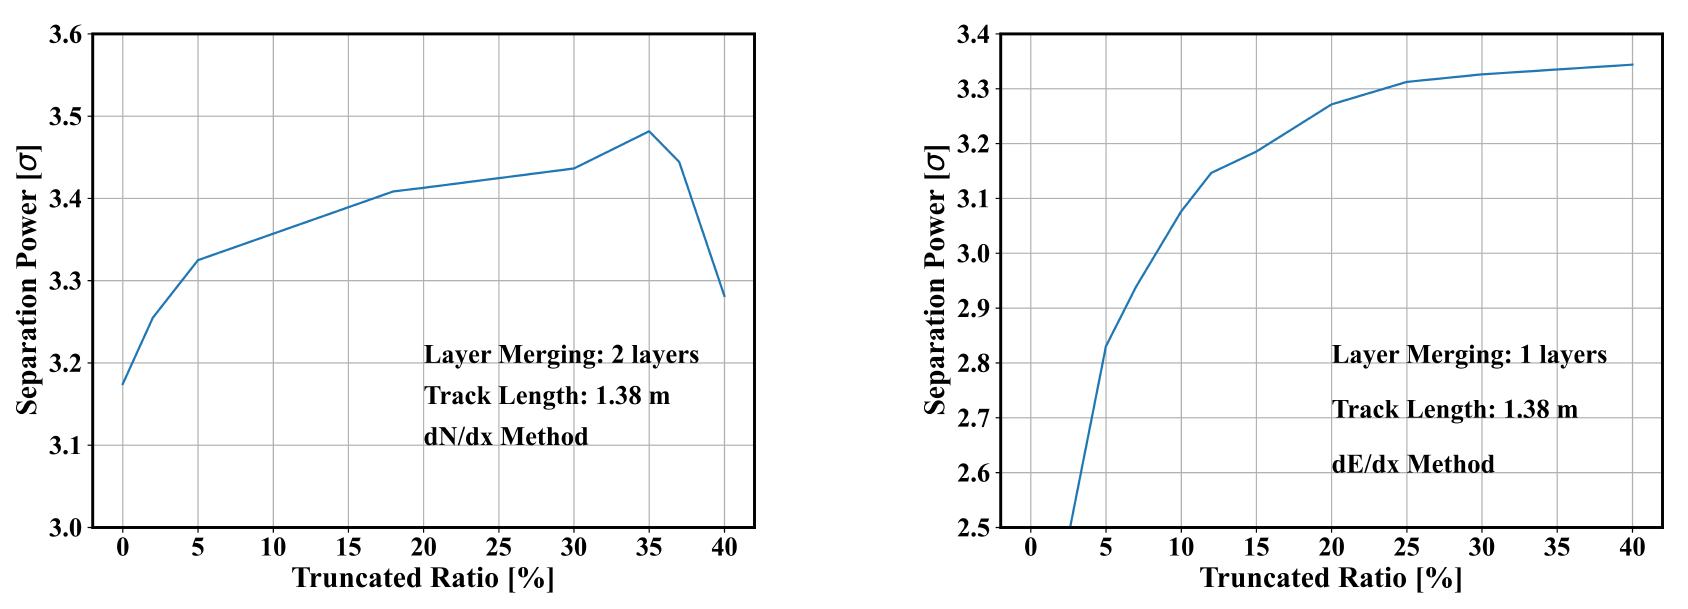 3.6
3.5
3.4
3.3
3.2
3.1
3.0
Separation Power [σ]
Layer Merging: 2 layers
Track Length: 1.38 m
dN/dx Method
0 5 10 15 20 25 30 35 40
Truncated Ratio [%]
3.4
3.3
3.2
3.1
3.0
2.9
2.8
2.7
2.6
2.5
Separation Power [σ]
Layer Merging: 1 layers
Track Length: 1.38 m
dE/dx Method
0 5 10 15 20 25 30 35 40
Truncated Ratio [%]